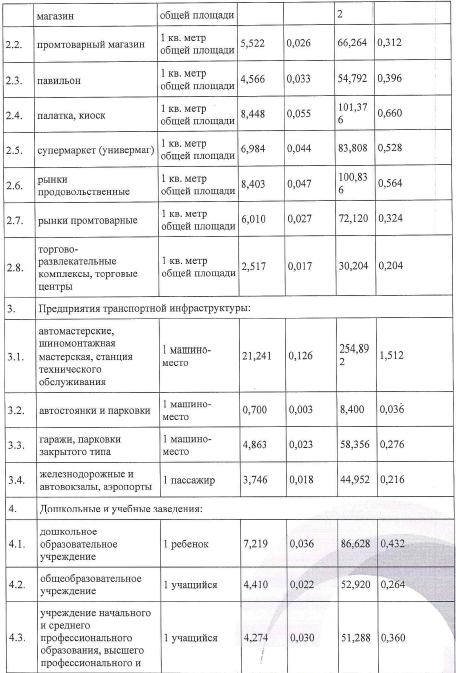 магазин общей площади 2
2.2. промтоварный магазин 1 кв. метр общей площади 5,522 0,026 66,264 0,312
2.3. павильон 1 кв. метр общей площади 4,566 0,033 54,792 0,396
2.4. палатка, киоск 1 кв. метр общей площади 8,448 0,055 101,37 6 0,660
2.5. супермаркет (универмаг) 1 кв. метр общей площади 6,984 0,044 83,808 0,528
2.6. рынки продовольственные 1 кв. метр общей площади 8,403 0,047 100,83 6 0,564
2.7. рынки промтоварные 1 кв. метр общей площади 6,010 0,027 72,120 0,324
2.8. торгово-
развлекательные
комплексы, торговые
центры 1 кв. метр общей площади 2,517 0,017 30,204 0,204
3. Предприятия транспортной инфраструктуры:
3.1. автомастерские,
шиномонтажная
мастерская, станция
технического
обслуживания 1 машино-
место 21,241 0,126 254,89 2 1,512
3.2. автостоянки и парковки 1 машино-
место 0,700 0,003 8,400 0,036
3.3. гаражи, парковки
закрытого типа 1 машино-
место 4,863 0,023 58,356 0,276
3.4. железнодорожные и
автовокзалы, аэропорты 1 пассажир 3,746 0,018 44,952 0,216
4. Дошкольные и учебные заведения:
4.1. дошкольное
образовательное
учреждение 1 ребенок 7,219 0,036 86,628 0,432
4.2. общеобразовательное
учреждение 1 учащийся 4,410 0,022 52,920 0,264
4.3. учреждение начального
и среднего
профессионального
образования, высшего
профессионального и 1 учащийся 4,274 0,030 51,288 0,360